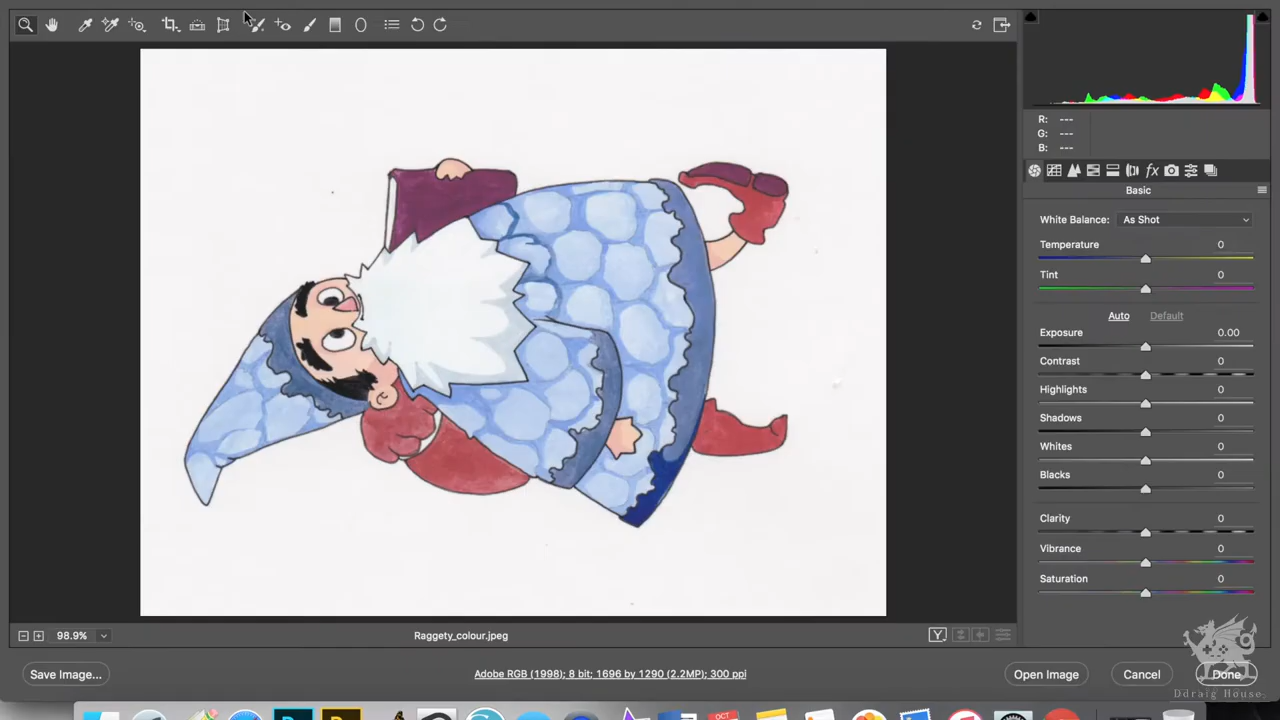 R: ---
G: ---
B: ---
fx
Basic
White Balance: As Shot
Temperature 0
Tint 0
Auto Default
Exposure 0.00
Contrast 0
Highlights 0
Shadows 0
Whites 0
Blacks 0
Clarity 0
Vibrance 0
Saturation 0
98.9% Raggety_colour.jpeg Y
Save Image... Adobe RGB (1998); 8 bit; 1696 by 1290 (2.2MP); 300 ppi Open Image Cancel Done
Ddraig House
OCT